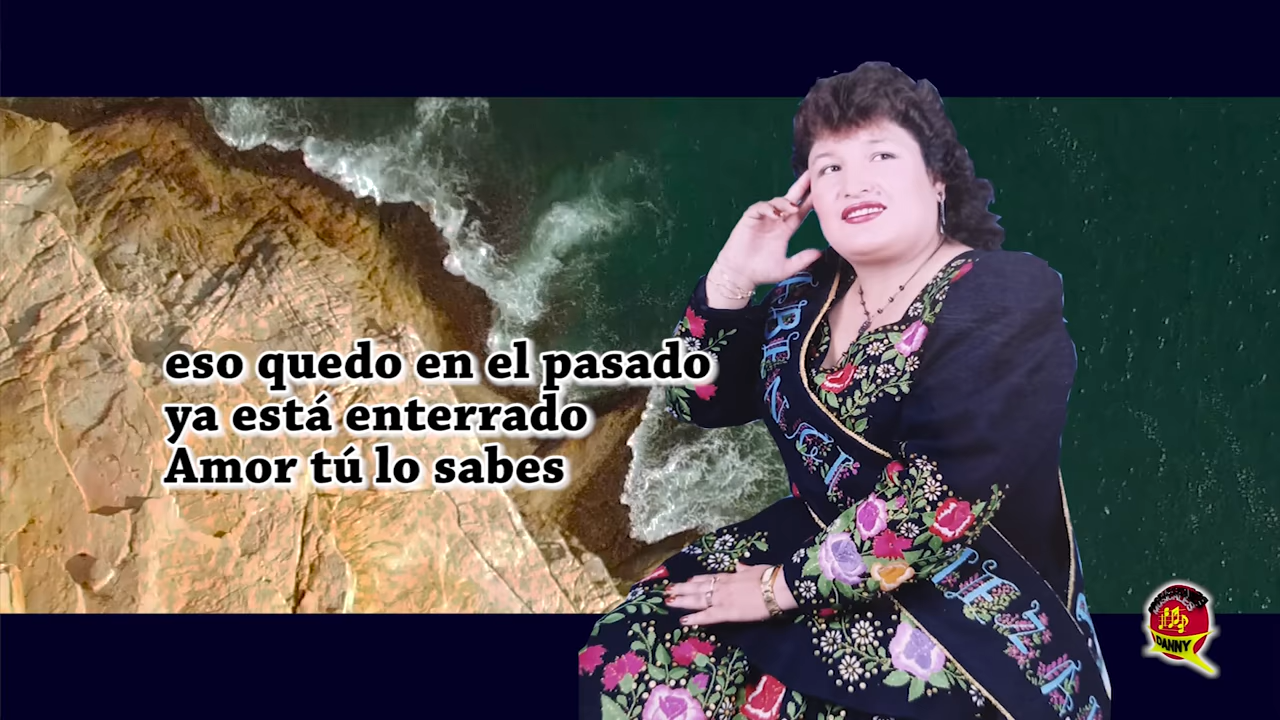 eso quedo en el pasado
ya está enterrado
Amor tú lo sabes
DANNY